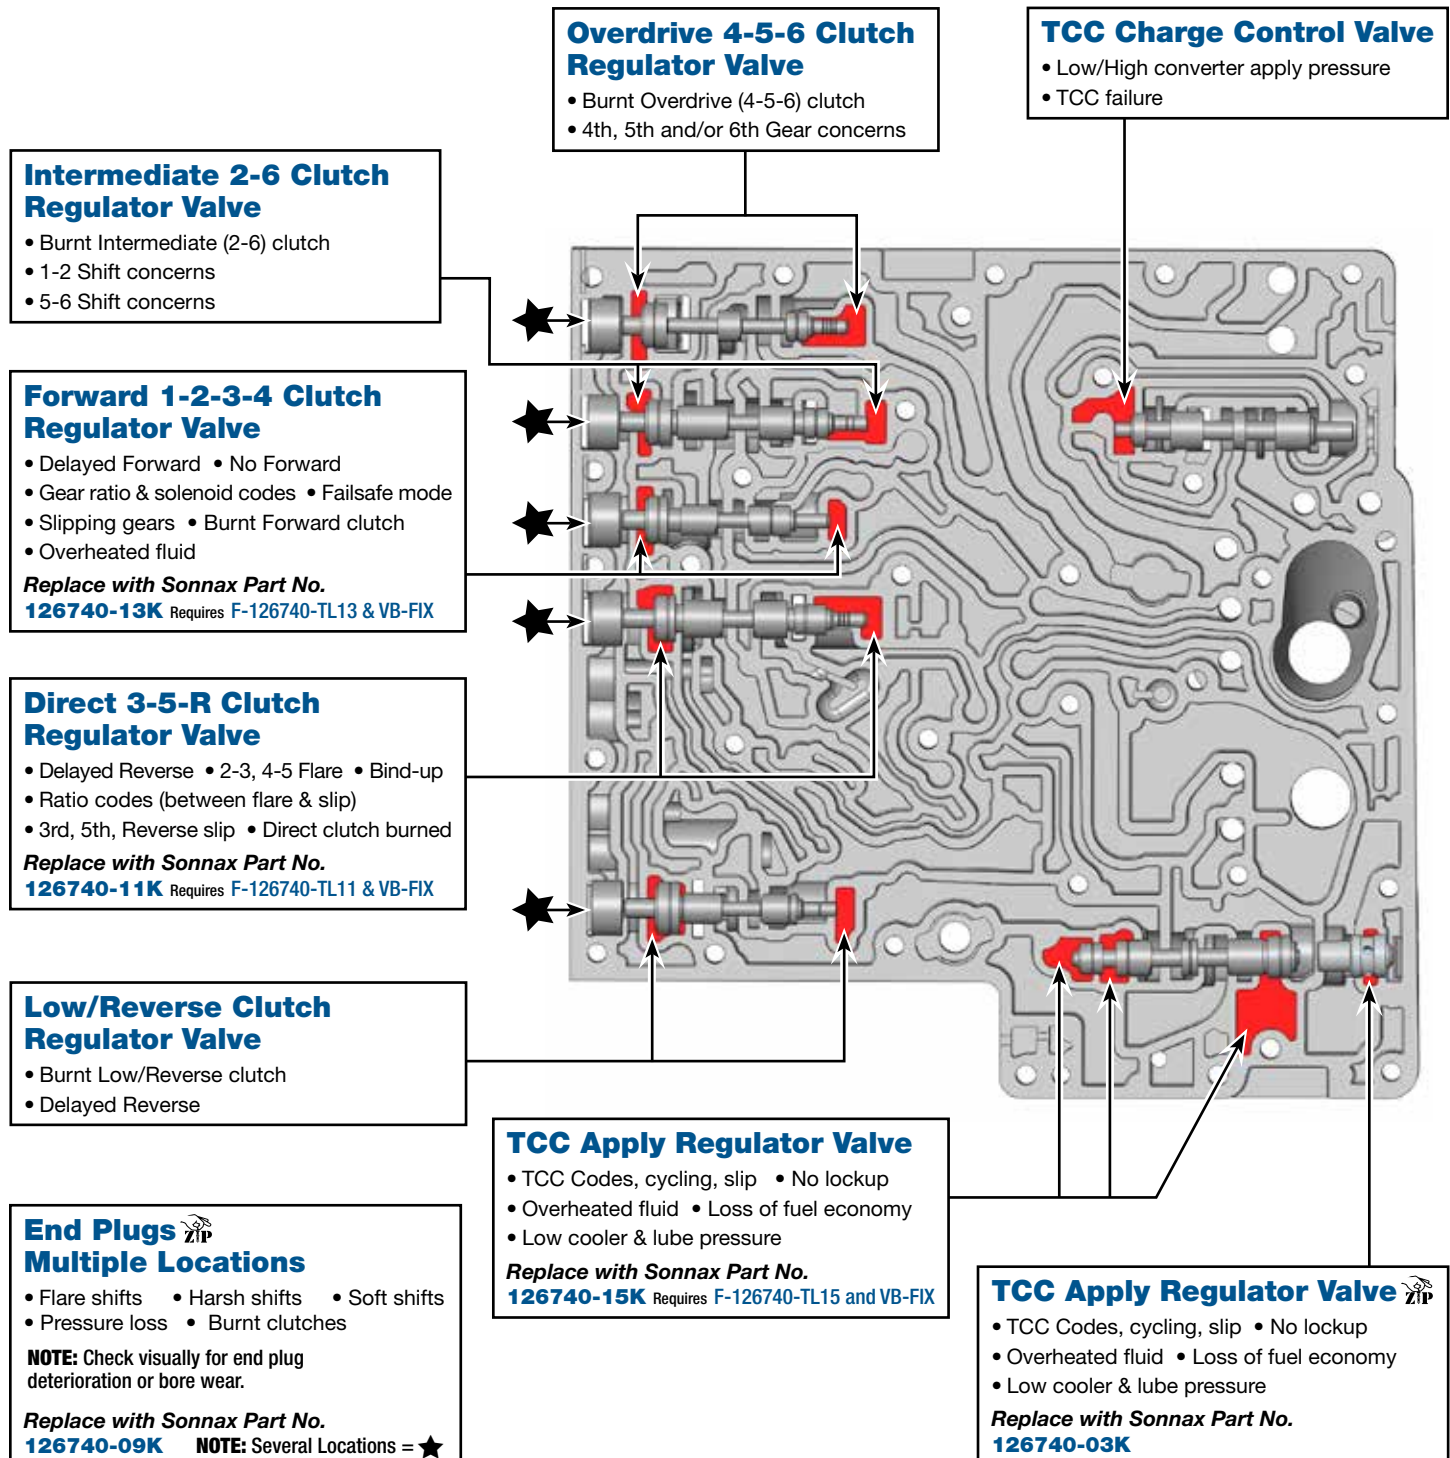 Overdrive 4-5-6 Clutch
Regulator Valve
• Burnt Overdrive (4-5-6) clutch
• 4th, 5th and/or 6th Gear concerns
TCC Charge Control Valve
• Low/High converter apply pressure
• TCC failure
Intermediate 2-6 Clutch
Regulator Valve
• Burnt Intermediate (2-6) clutch
• 1-2 Shift concerns
• 5-6 Shift concerns
Forward 1-2-3-4 Clutch
Regulator Valve
• Delayed Forward • No Forward
• Gear ratio & solenoid codes • Failsafe mode
• Slipping gears • Burnt Forward clutch
• Overheated fluid
Replace with Sonnax Part No.
126740-13K Requires F-126740-TL13 & VB-FIX
Direct 3-5-R Clutch
Regulator Valve
• Delayed Reverse • 2-3, 4-5 Flare • Bind-up
• Ratio codes (between flare & slip)
• 3rd, 5th, Reverse slip • Direct clutch burned
Replace with Sonnax Part No.
126740-11K Requires F-126740-TL11 & VB-FIX
Low/Reverse Clutch
Regulator Valve
• Burnt Low/Reverse clutch
• Delayed Reverse
TCC Apply Regulator Valve
• TCC Codes, cycling, slip • No lockup
• Overheated fluid • Loss of fuel economy
• Low cooler & lube pressure
Replace with Sonnax Part No.
126740-15K Requires F-126740-TL15 and VB-FIX
End Plugs ZIP
Multiple Locations
• Flare shifts • Harsh shifts • Soft shifts
• Pressure loss • Burnt clutches
NOTE: Check visually for end plug
deterioration or bore wear.
Replace with Sonnax Part No.
126740-09K NOTE: Several Locations = ★
TCC Apply Regulator Valve ZIP
• TCC Codes, cycling, slip • No lockup
• Overheated fluid • Loss of fuel economy
• Low cooler & lube pressure
Replace with Sonnax Part No.
126740-03K